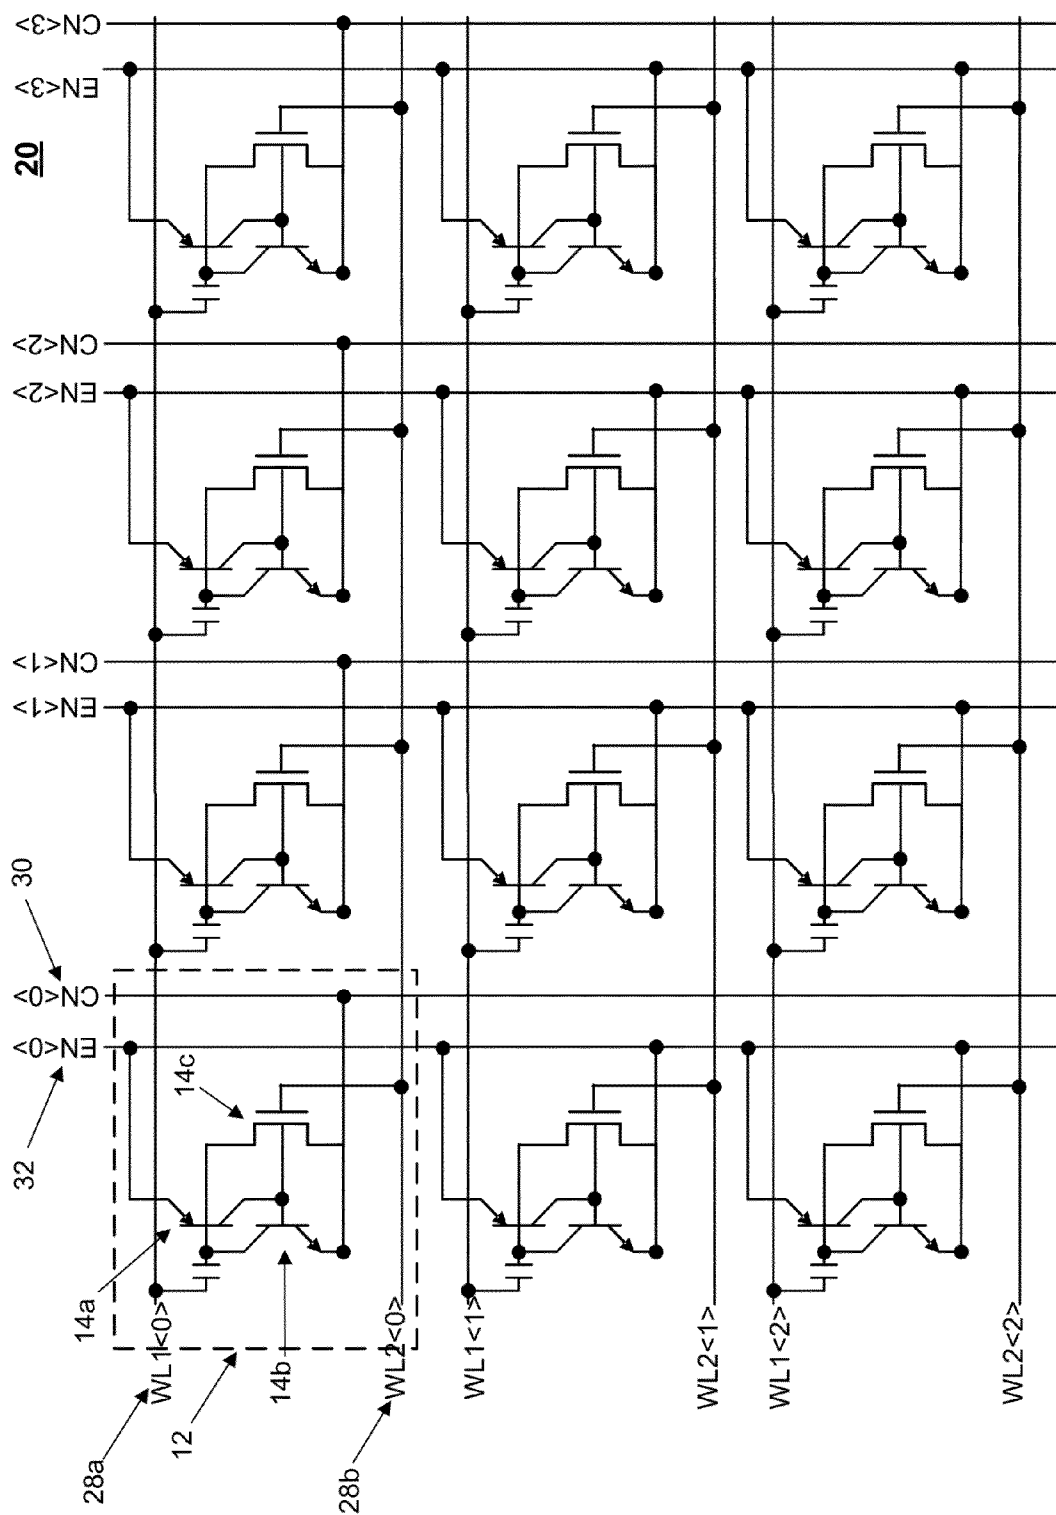 20
CN<3>
EN<3>
CN<2>
EN<2>
CN<1>
EN<1>
30
CN<0>
EN<0>
32
14c
14a
14b
12
28a
WL1<0>
28b
WL2<0>
WL1<1>
WL2<1>
WL1<2>
WL2<2>